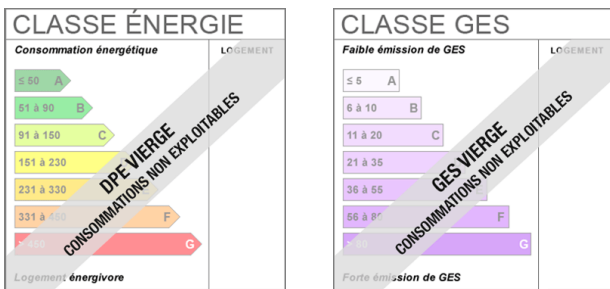 CLASSE ÉNERGIE
Consommation énergétique
LOGEMENT
≤ 50 A
51 à 90 B
91 à 150 C
151 à 230
231 à 330
331 à 450 F
> 450 G
Logement énergivore
DPE VIERGE
CONSOMMATIONS NON EXPLOITABLES
CLASSE GES
Faible émission de GES
LOGEMENT
≤ 5 A
6 à 10 B
11 à 20 C
21 à 35
36 à 55 E
56 à 80 F
> 80 G
Forte émission de GES
GES VIERGE
CONSOMMATIONS NON EXPLOITABLES